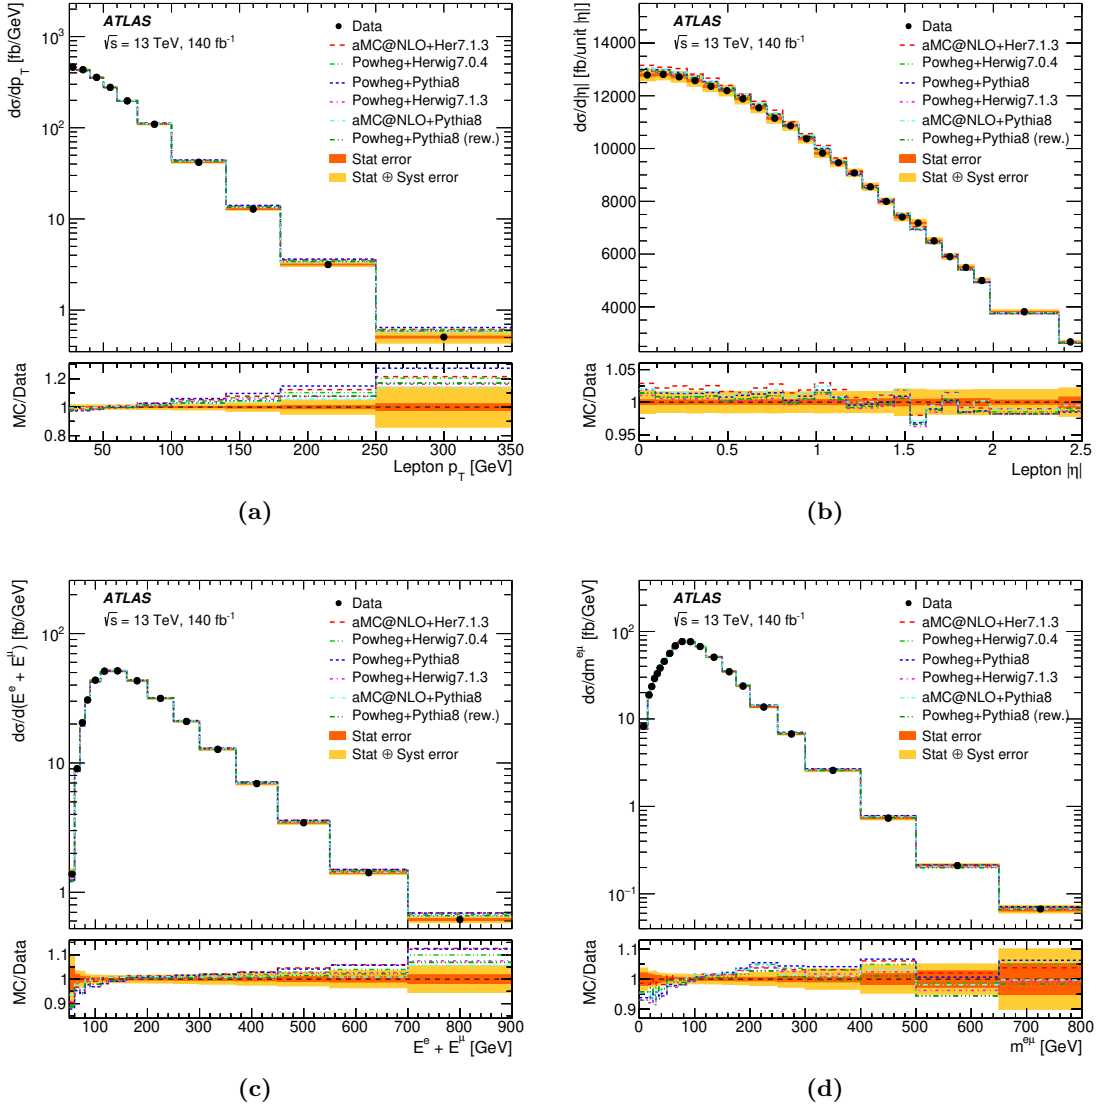 ATLAS
√s = 13 TeV, 140 fb⁻¹
Data
aMC@NLO+Her7.1.3
Powheg+Herwig7.0.4
Powheg+Pythia8
Powheg+Herwig7.1.3
aMC@NLO+Pythia8
Powheg+Pythia8 (rew.)
Stat error
Stat ⊕ Syst error
dσ/dp_T [fb/GeV]
10³
10²
10
1
MC/Data
1.2
1
0.8
50 100 150 200 250 300 350
Lepton p_T [GeV]
(a)
ATLAS
√s = 13 TeV, 140 fb⁻¹
Data
aMC@NLO+Her7.1.3
Powheg+Herwig7.0.4
Powheg+Pythia8
Powheg+Herwig7.1.3
aMC@NLO+Pythia8
Powheg+Pythia8 (rew.)
Stat error
Stat ⊕ Syst error
dσ/d|η| [fb/unit |η|]
14000
12000
10000
8000
6000
4000
MC/Data
1.05
1
0.95
0 0.5 1 1.5 2 2.5
Lepton |η|
(b)
ATLAS
√s = 13 TeV, 140 fb⁻¹
Data
aMC@NLO+Her7.1.3
Powheg+Herwig7.0.4
Powheg+Pythia8
Powheg+Herwig7.1.3
aMC@NLO+Pythia8
Powheg+Pythia8 (rew.)
Stat error
Stat ⊕ Syst error
dσ/d(E^e + E^μ) [fb/GeV]
10²
10
1
MC/Data
1.1
1
0.9
100 200 300 400 500 600 700 800 900
E^e + E^μ [GeV]
(c)
ATLAS
√s = 13 TeV, 140 fb⁻¹
Data
aMC@NLO+Her7.1.3
Powheg+Herwig7.0.4
Powheg+Pythia8
Powheg+Herwig7.1.3
aMC@NLO+Pythia8
Powheg+Pythia8 (rew.)
Stat error
Stat ⊕ Syst error
dσ/dm^eμ [fb/GeV]
10²
10
1
10⁻¹
MC/Data
1.1
1
0.9
0 100 200 300 400 500 600 700 800
m^eμ [GeV]
(d)